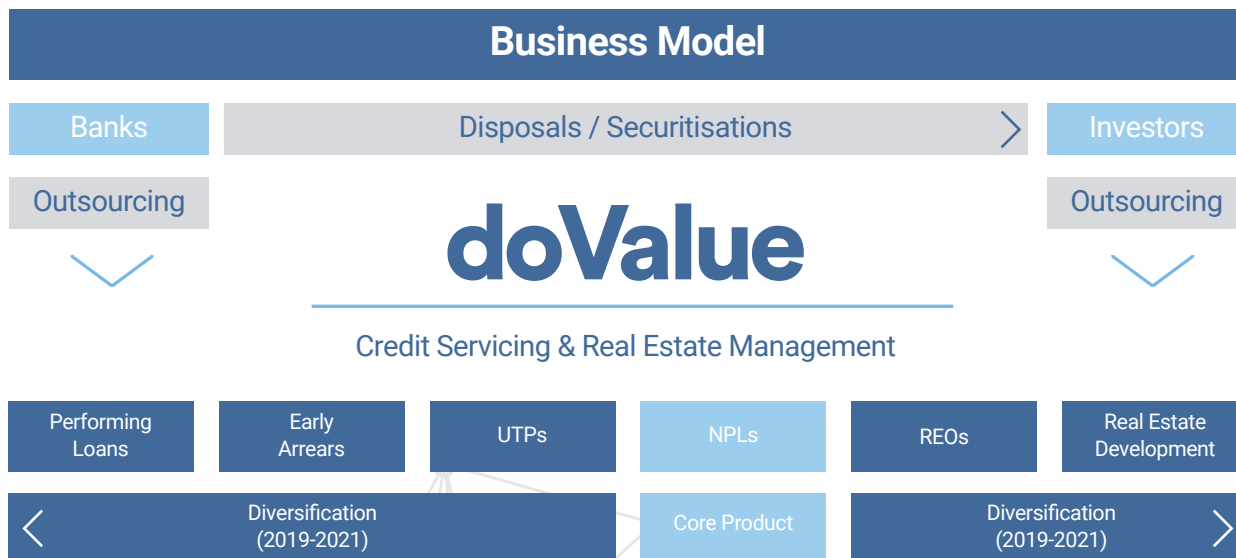 Business Model
Banks
Disposals / Securitisations
Investors
Outsourcing
Outsourcing
doValue
Credit Servicing & Real Estate Management
Performing
Loans
Early
Arrears
UTPs
NPLs
REOs
Real Estate
Development
Diversification
(2019-2021)
Core Product
Diversification
(2019-2021)